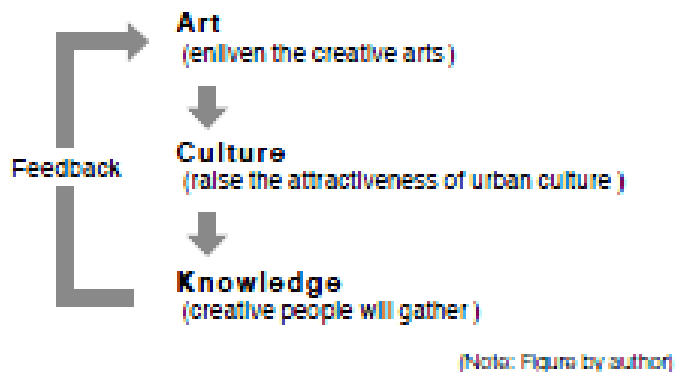 Art
(enliven the creative arts )
Culture
Feedback
(raise the attractiveness of urban culture )
Knowledge
(creative people will gather )
(Note: Figure by author)